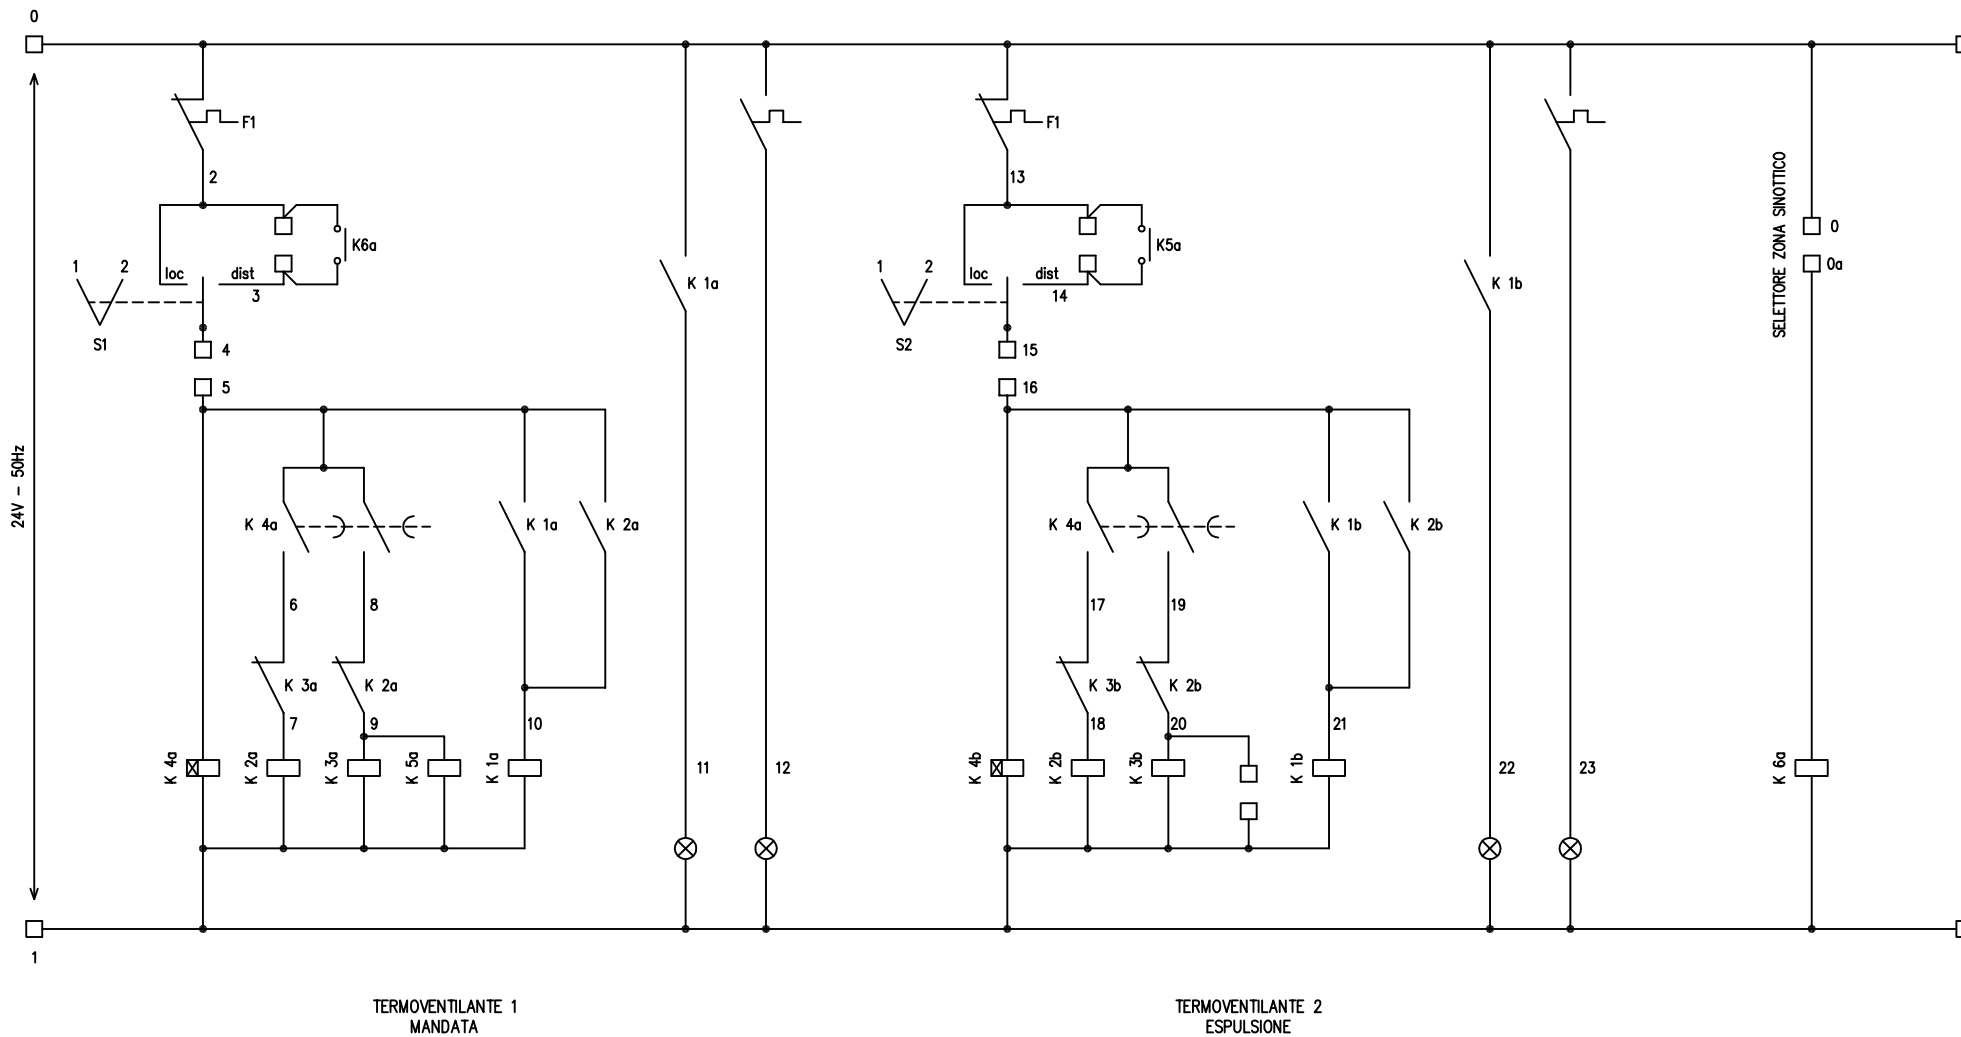 0
F1
F1
2
13
SELETTORE ZONA SINOTTICO
0
K6a
K5a
1 2
loc
dist
1 2
loc
dist
0a
3
14
K 1a
K 1b
S1
4
S2
15
5
16
24V - 50Hz
K 4a
K 1a
K 2a
K 4a
K 1b
K 2b
6
8
17
19
K 3a
K 2a
K 3b
K 2b
7
9
10
18
20
21
K 4a
K 2a
K 3a
K 5a
K 1a
11
12
K 4b
K 2b
K 3b
K 1b
22
23
K 6a
1
TERMOVENTILANTE 1
MANDATA
TERMOVENTILANTE 2
ESPULSIONE